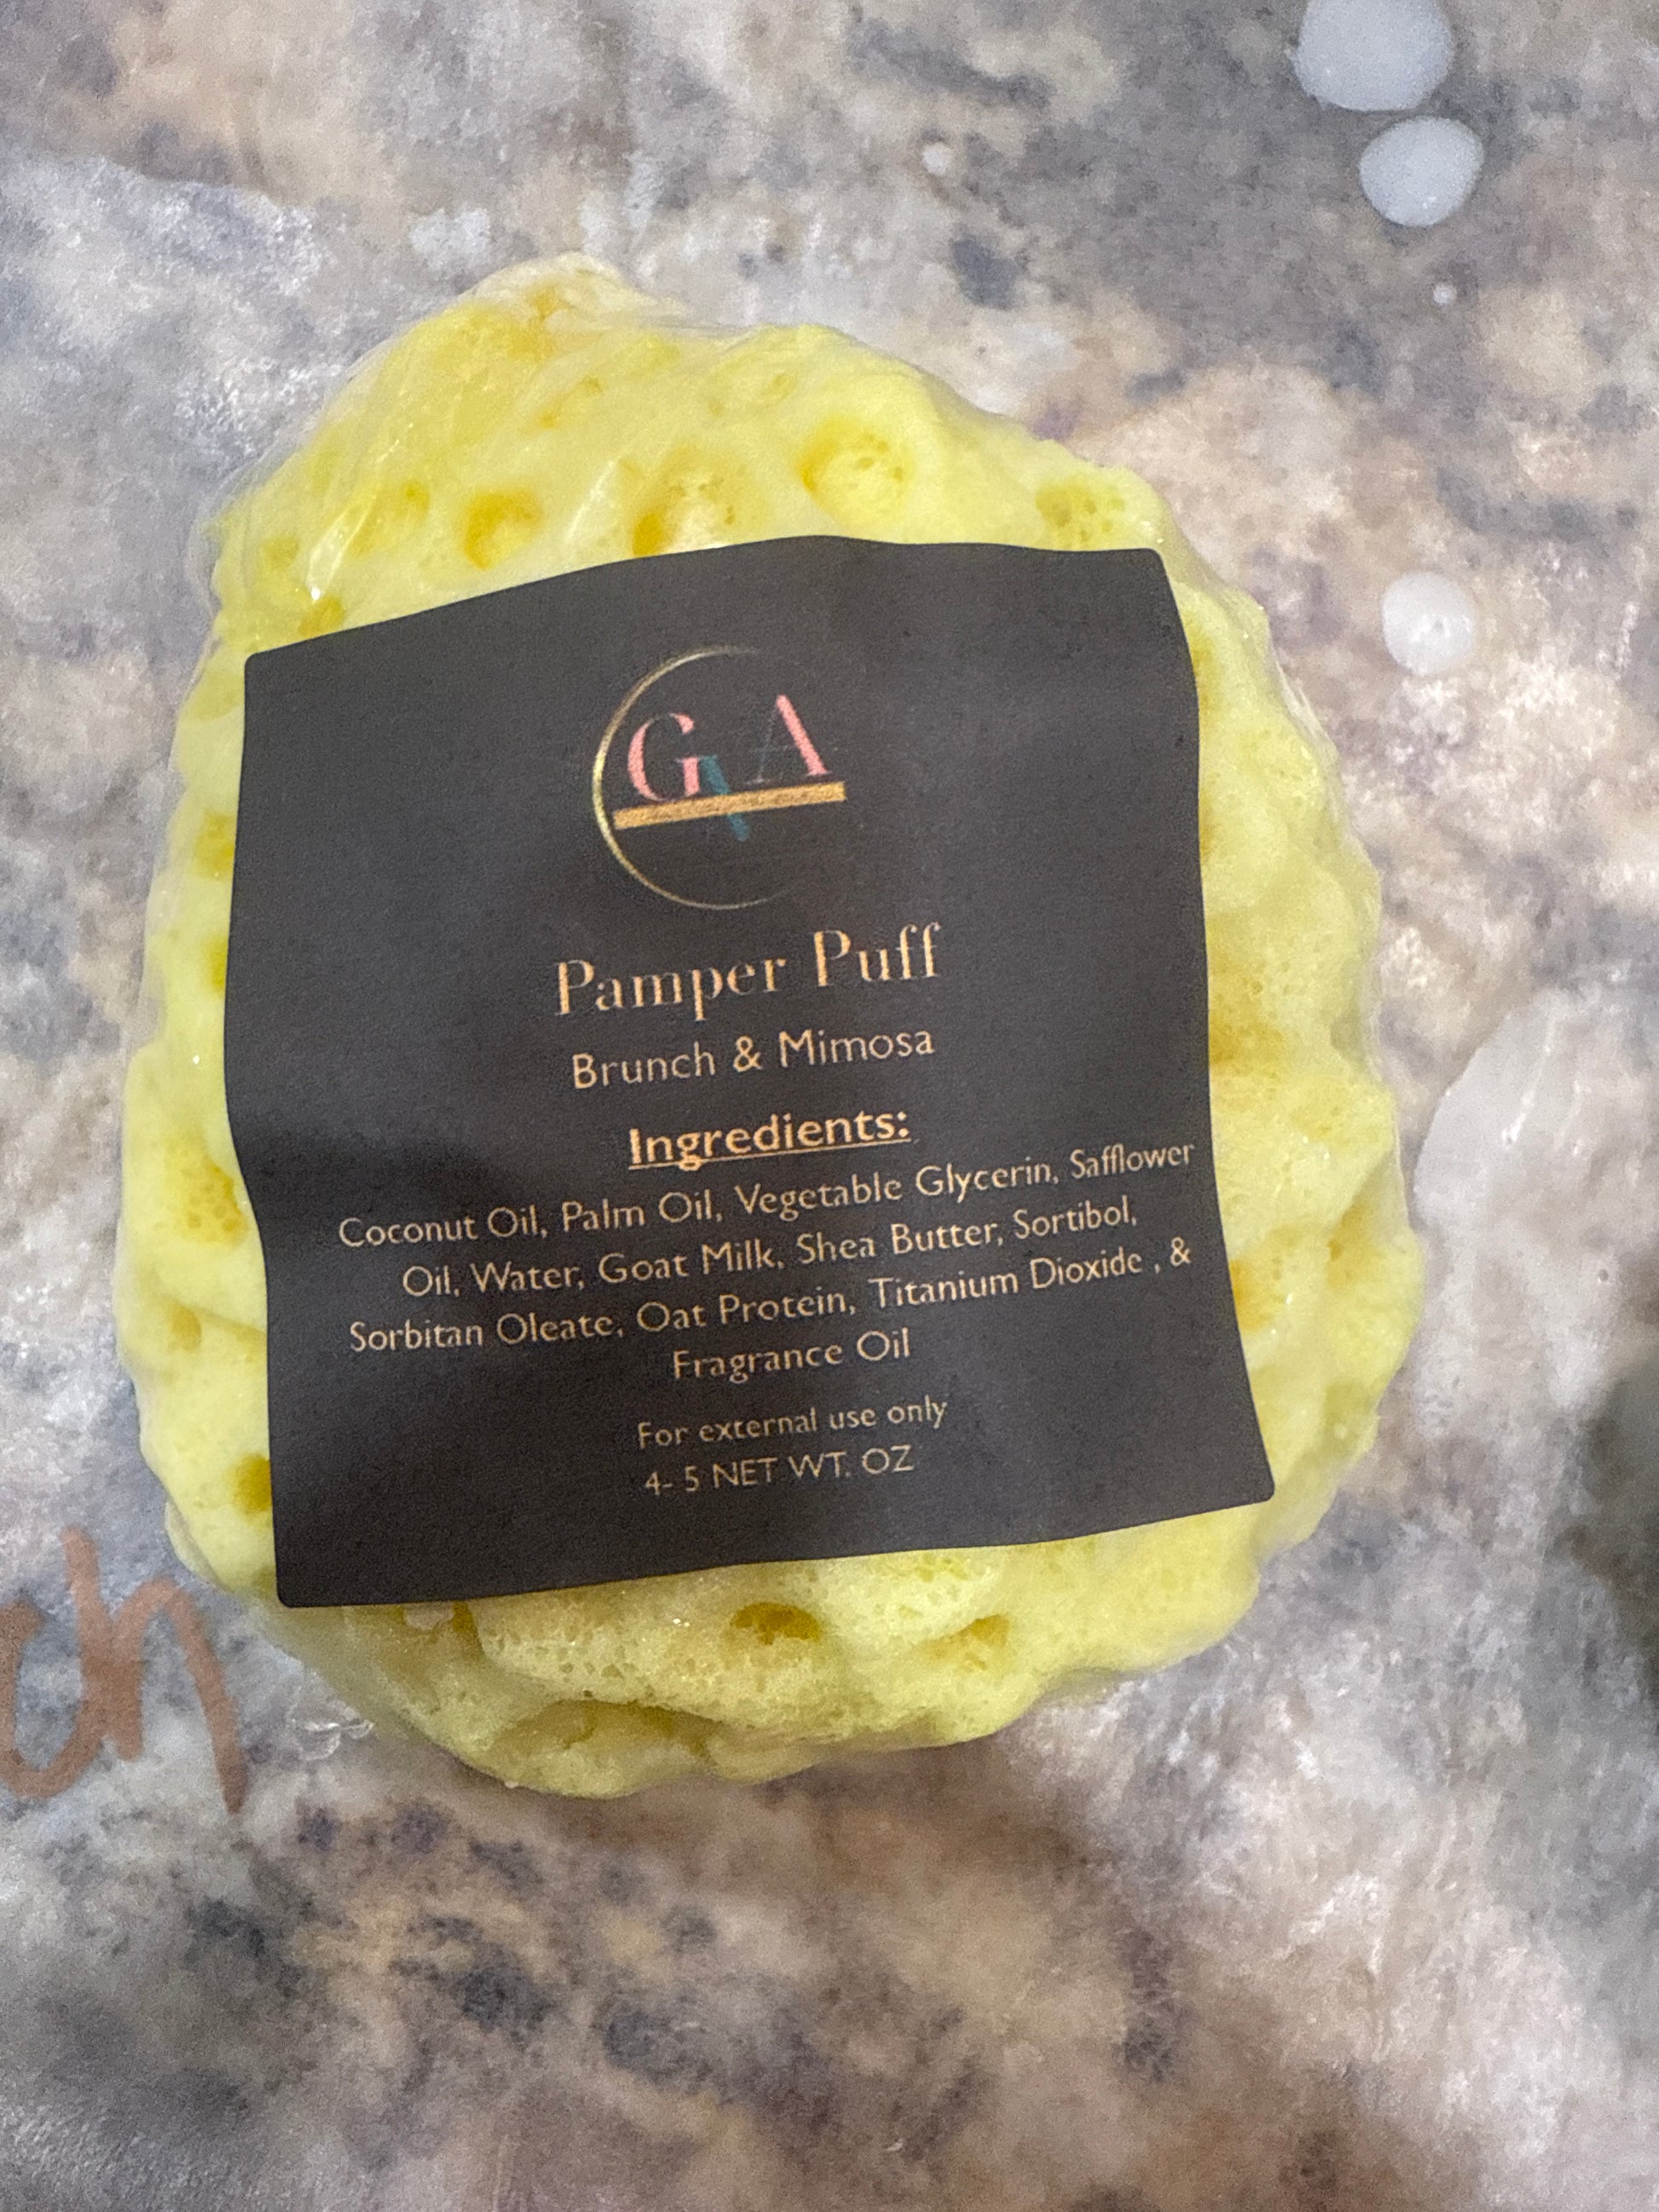 G A
Pamper Puff
Brunch & Mimosa
Ingredients:
Coconut Oil, Palm Oil, Vegetable Glycerin, Safflower
Oil, Water, Goat Milk, Shea Butter, Sortibol,
Sorbitan Oleate, Oat Protein, Titanium Dioxide , &
Fragrance Oil
For external use only
4- 5 NET WT. OZ
ch